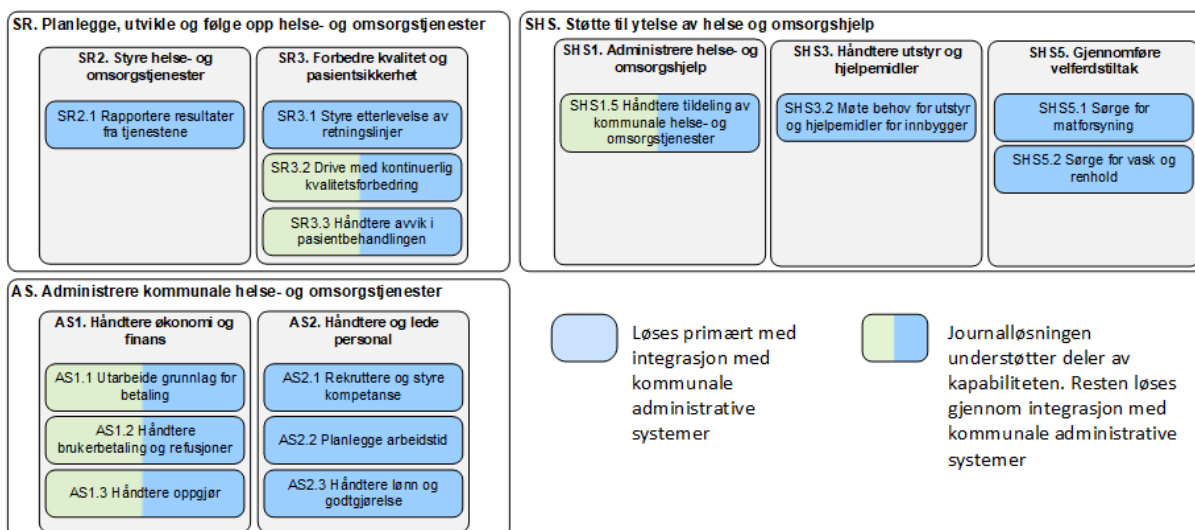 SR. Planlegge, utvikle og følge opp helse- og omsorgstjenester
SR2. Styre helse- og
omsorgstjenester
SR2.1 Rapportere resultater
fra tjenestene
SR3. Forbedre kvalitet og
pasientsikkerhet
SR3.1 Styre etterlevelse av
retningslinjer
SR3.2 Drive med kontinuerlig
kvalitetsforbedring
SR3.3 Håndtere avvik i
pasientbehandlingen
SHS. Støtte til ytelse av helse og omsorgshjelp
SHS1. Administrere helse- og
omsorgshjelp
SHS1.5 Håndtere tildeling av
kommunale helse- og
omsorgstjenester
SHS3. Håndtere utstyr og
hjelpemidler
SHS3.2 Møte behov for utstyr
og hjelpemidler for innbygger
SHS5. Gjennomføre
velferdstiltak
SHS5.1 Sørge for
matforsyning
SHS5.2 Sørge for vask og
renhold
AS. Administrere kommunale helse- og omsorgstjenester
AS1. Håndtere økonomi og
finans
AS1.1 Utarbeide grunnlag for
betaling
AS1.2 Håndtere
brukerbetaling og refusjoner
AS1.3 Håndtere oppgjør
AS2. Håndtere og lede
personal
AS2.1 Rekruttere og styre
kompetanse
AS2.2 Planlegge arbeidstid
AS2.3 Håndtere lønn og
godtgjørelse
Løses primært med
integrasjon med
kommunale
administrative
systemer
Journalløsningen
understøtter deler av
kapabiliteten. Resten løses
gjennom integrasjon med
kommunale administrative
systemer